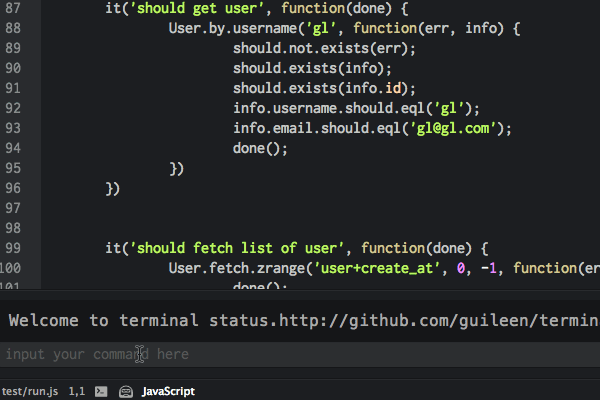 87 it('should get user', function(done) {
88 User.by.username('gl', function(err, info) {
89 should.not.exists(err);
90 should.exists(info);
91 should.exists(info.id);
92 info.username.should.eql('gl');
93 info.email.should.eql('gl@gl.com');
94 done();
95 })
96 })
97
98
99 it('should fetch list of user', function(done) {
100 User.fetch.zrange('user+create_at', 0, -1, function(er
101 done();
Welcome to terminal status.http://github.com/guileen/termin
input your command here
test/run.js 1,1 JavaScript